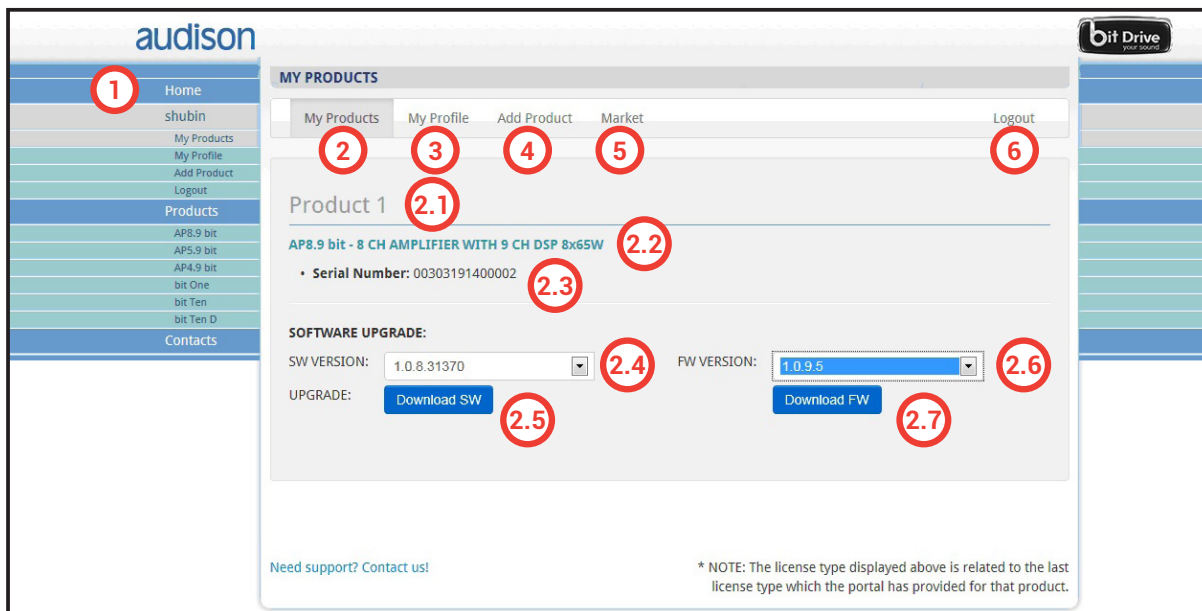 audison
bit Drive
your sound
1
Home
shubin
My Products
My Profile
Add Product
Logout
Products
AP8.9 bit
AP5.9 bit
AP4.9 bit
bit One
bit Ten
bit Ten D
Contacts
MY PRODUCTS
My Products My Profile Add Product Market Logout
2 3 4 5 6
Product 1 2.1
AP8.9 bit - 8 CH AMPLIFIER WITH 9 CH DSP 8x65W 2.2
• Serial Number: 00303191400002 2.3
SOFTWARE UPGRADE:
SW VERSION: 1.0.8.31370 2.4 FW VERSION: 1.0.9.5 2.6
UPGRADE: Download SW 2.5 Download FW 2.7
Need support? Contact us!
* NOTE: The license type displayed above is related to the last
license type which the portal has provided for that product.